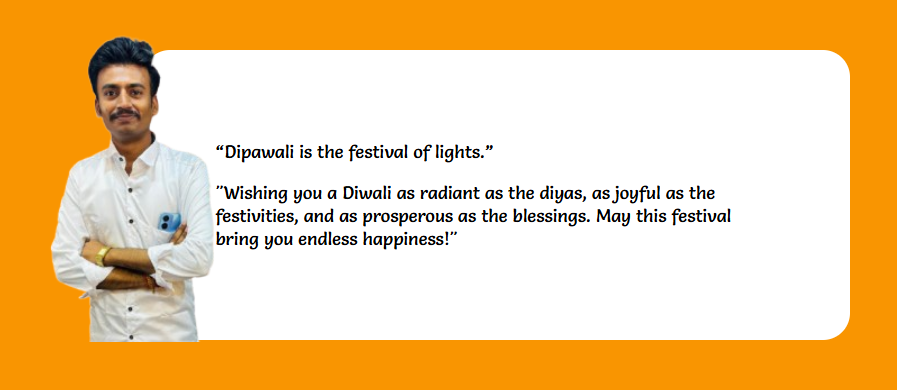 “Dipawali is the festival of lights.”
"Wishing you a Diwali as radiant as the diyas, as joyful as the
festivities, and as prosperous as the blessings. May this festival
bring you endless happiness!"